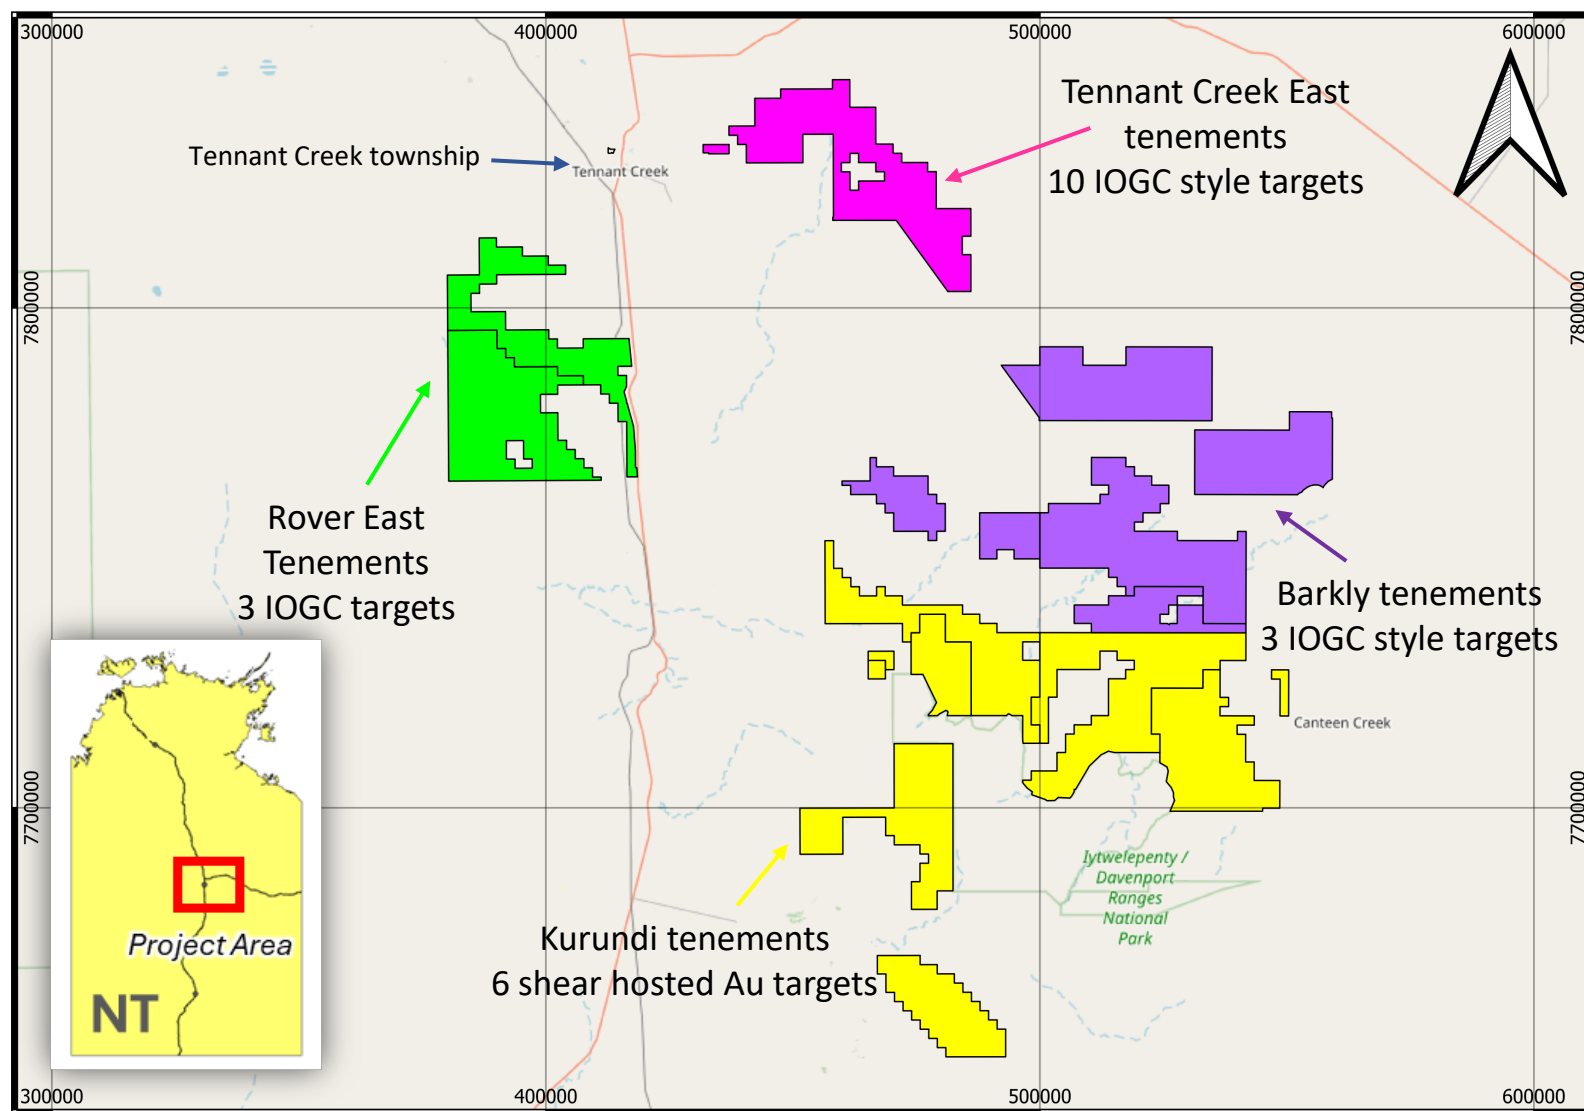 300000
400000
500000
600000
Tennant Creek East
tenements
10 IOGC style targets
Tennant Creek township
Tennant Creek
7800000
7800000
Rover East
Tenements
3 IOGC targets
Barkly tenements
3 IOGC style targets
Canteen Creek
7700000
7700000
Iytwelepenty /
Davenport
Ranges
National
Park
Kurundi tenements
6 shear hosted Au targets
Project Area
NT
300000
400000
500000
600000